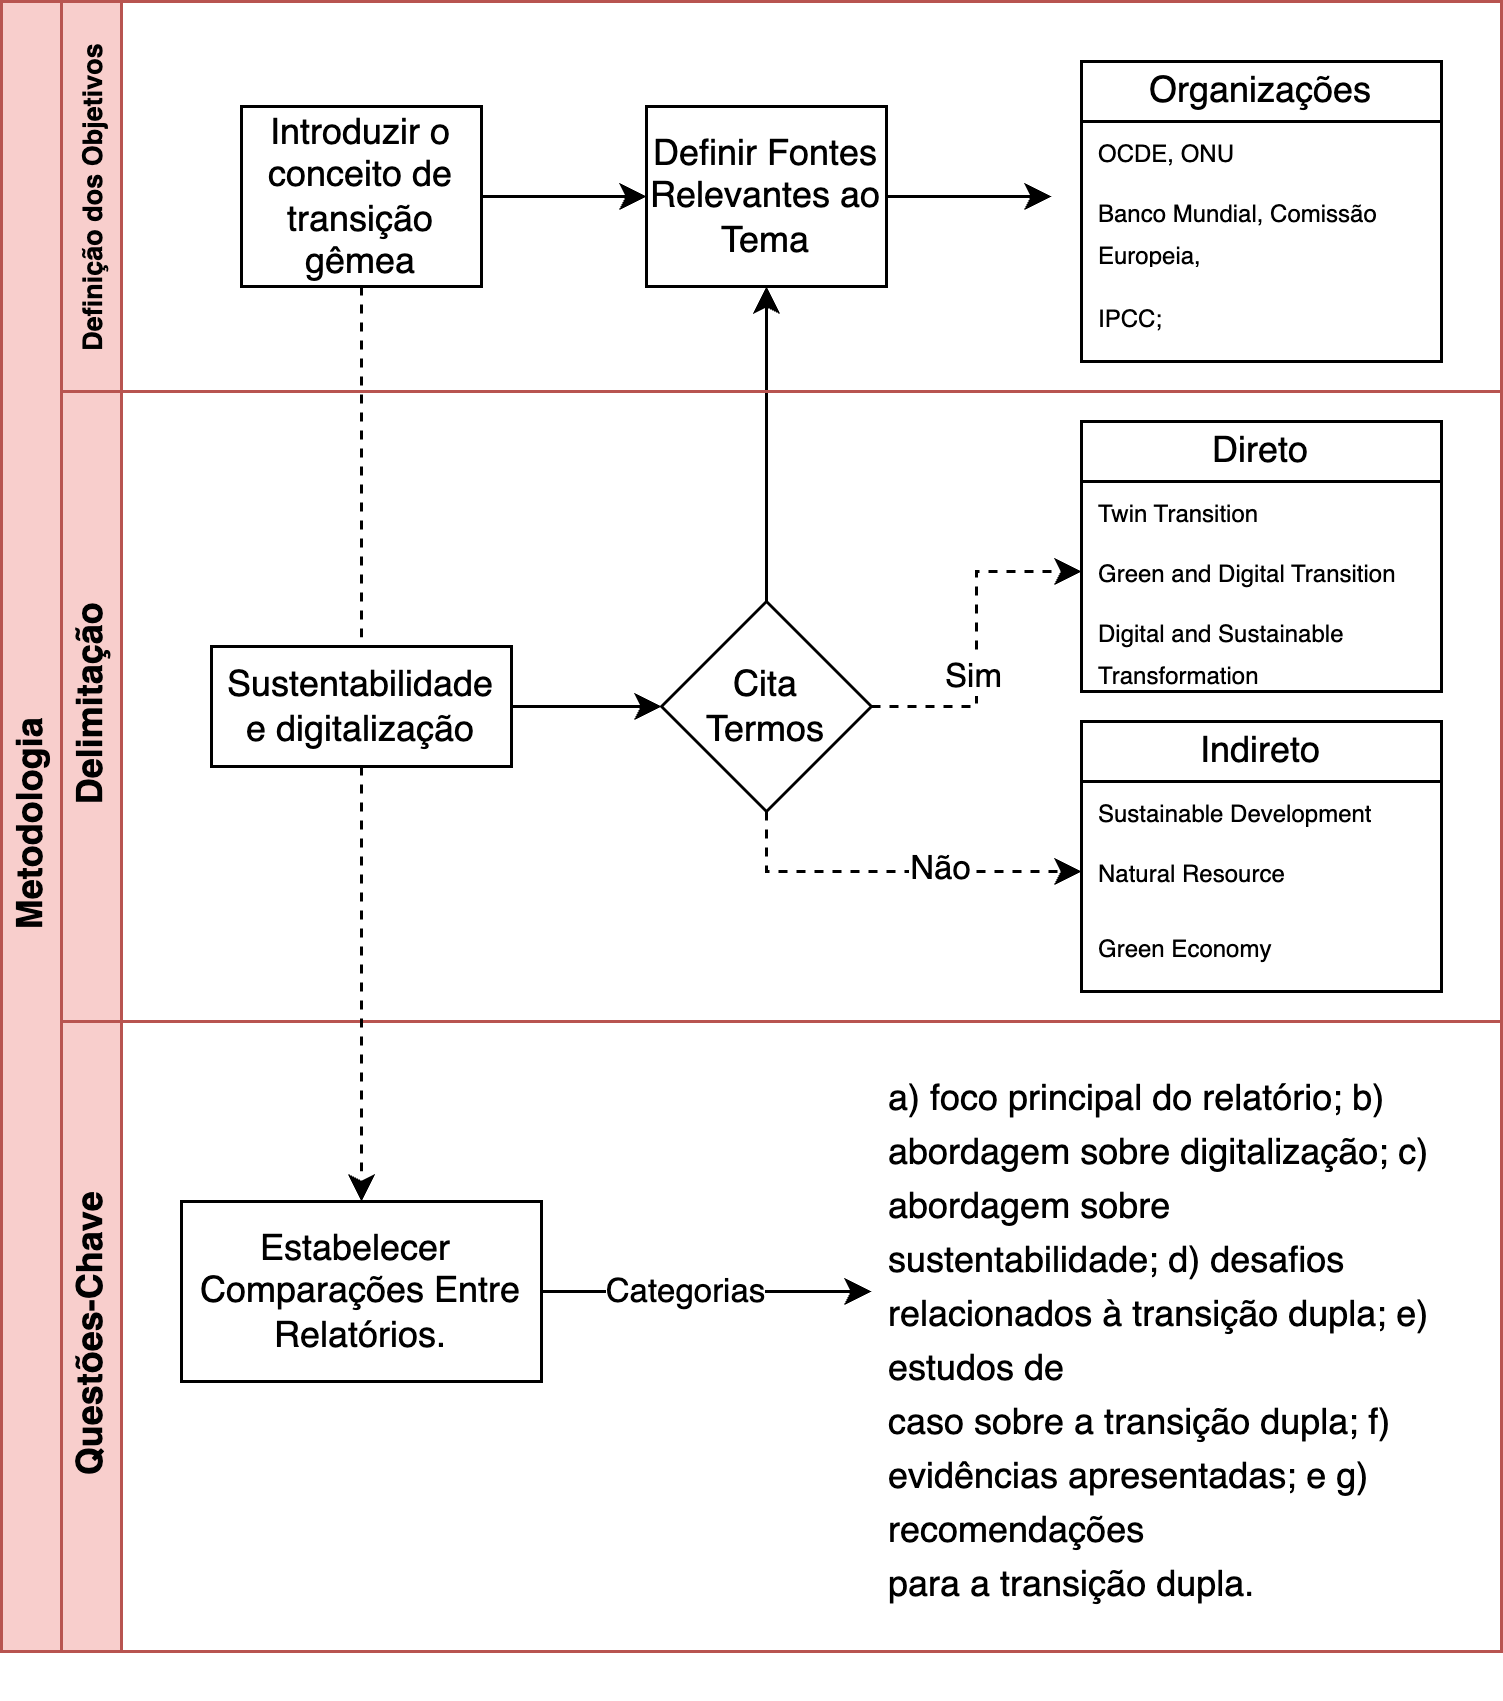 Metodologia
Definição dos Objetivos
Introduzir o
conceito de
transição
gêmea
Definir Fontes
Relevantes ao
Tema
Organizações
OCDE, ONU
Banco Mundial, Comissão
Europeia,
IPCC;
Delimitação
Sustentabilidade
e digitalização
Cita
Termos
Sim
Direto
Twin Transition
Green and Digital Transition
Digital and Sustainable
Transformation
Não
Indireto
Sustainable Development
Natural Resource
Green Economy
Questões-Chave
Estabelecer
Comparações Entre
Relatórios.
Categorias
a) foco principal do relatório; b)
abordagem sobre digitalização; c)
abordagem sobre
sustentabilidade; d) desafios
relacionados à transição dupla; e)
estudos de
caso sobre a transição dupla; f)
evidências apresentadas; e g)
recomendações
para a transição dupla.